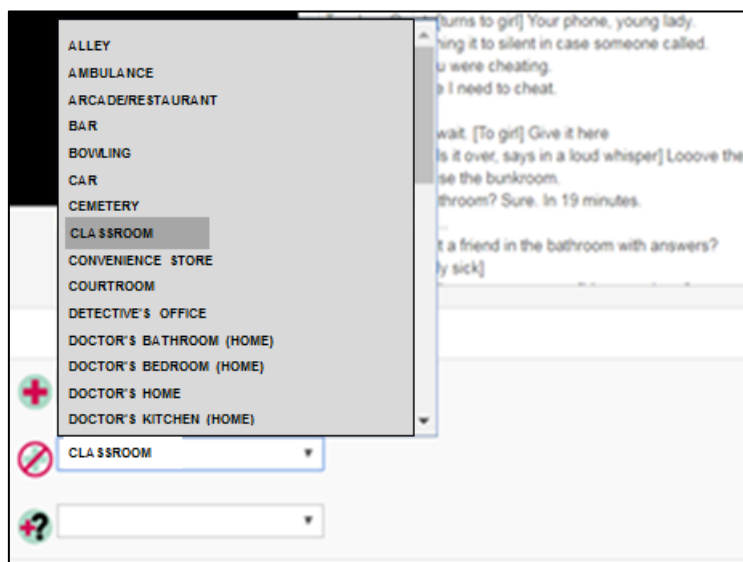 [turns to girl] Your phone, young lady.
ning it to silent in case someone called.
u were cheating.
e I need to cheat.
wait. [To girl] Give it here
ls it over, says in a loud whisper] Looove the
se the bunkroom.
throom? Sure. In 19 minutes.
t a friend in the bathroom with answers?
ly sick]
ALLEY
AMBULANCE
ARCADE/RESTAURANT
BAR
BOWLING
CAR
CEMETERY
CLASSROOM
CONVENIENCE STORE
COURTROOM
DETECTIVE'S OFFICE
DOCTOR'S BATHROOM (HOME)
DOCTOR'S BEDROOM (HOME)
DOCTOR'S HOME
DOCTOR'S KITCHEN (HOME)
CLASSROOM